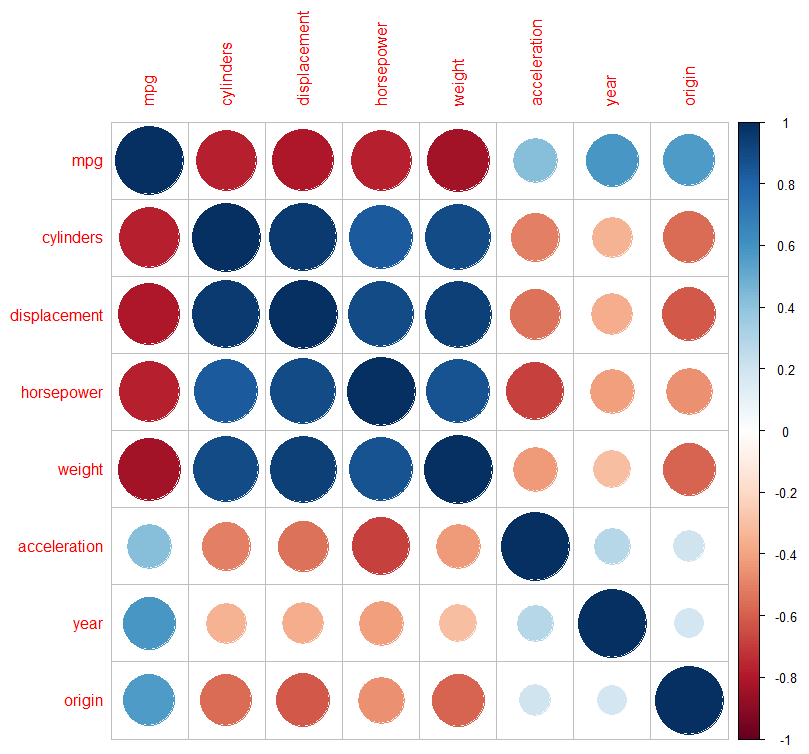 mpg
cylinders
displacement
horsepower
weight
acceleration
year
origin
mpg
cylinders
displacement
horsepower
weight
acceleration
year
origin
1
0.8
0.6
0.4
0.2
0
-0.2
-0.4
-0.6
-0.8
-1